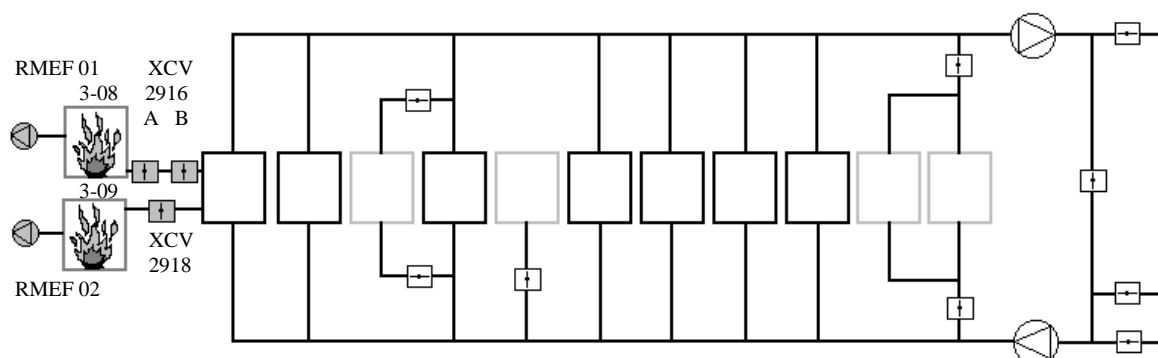 RMEF 01
XCV
2916
A B
3-08
3-09
XCV
2918
RMEF 02